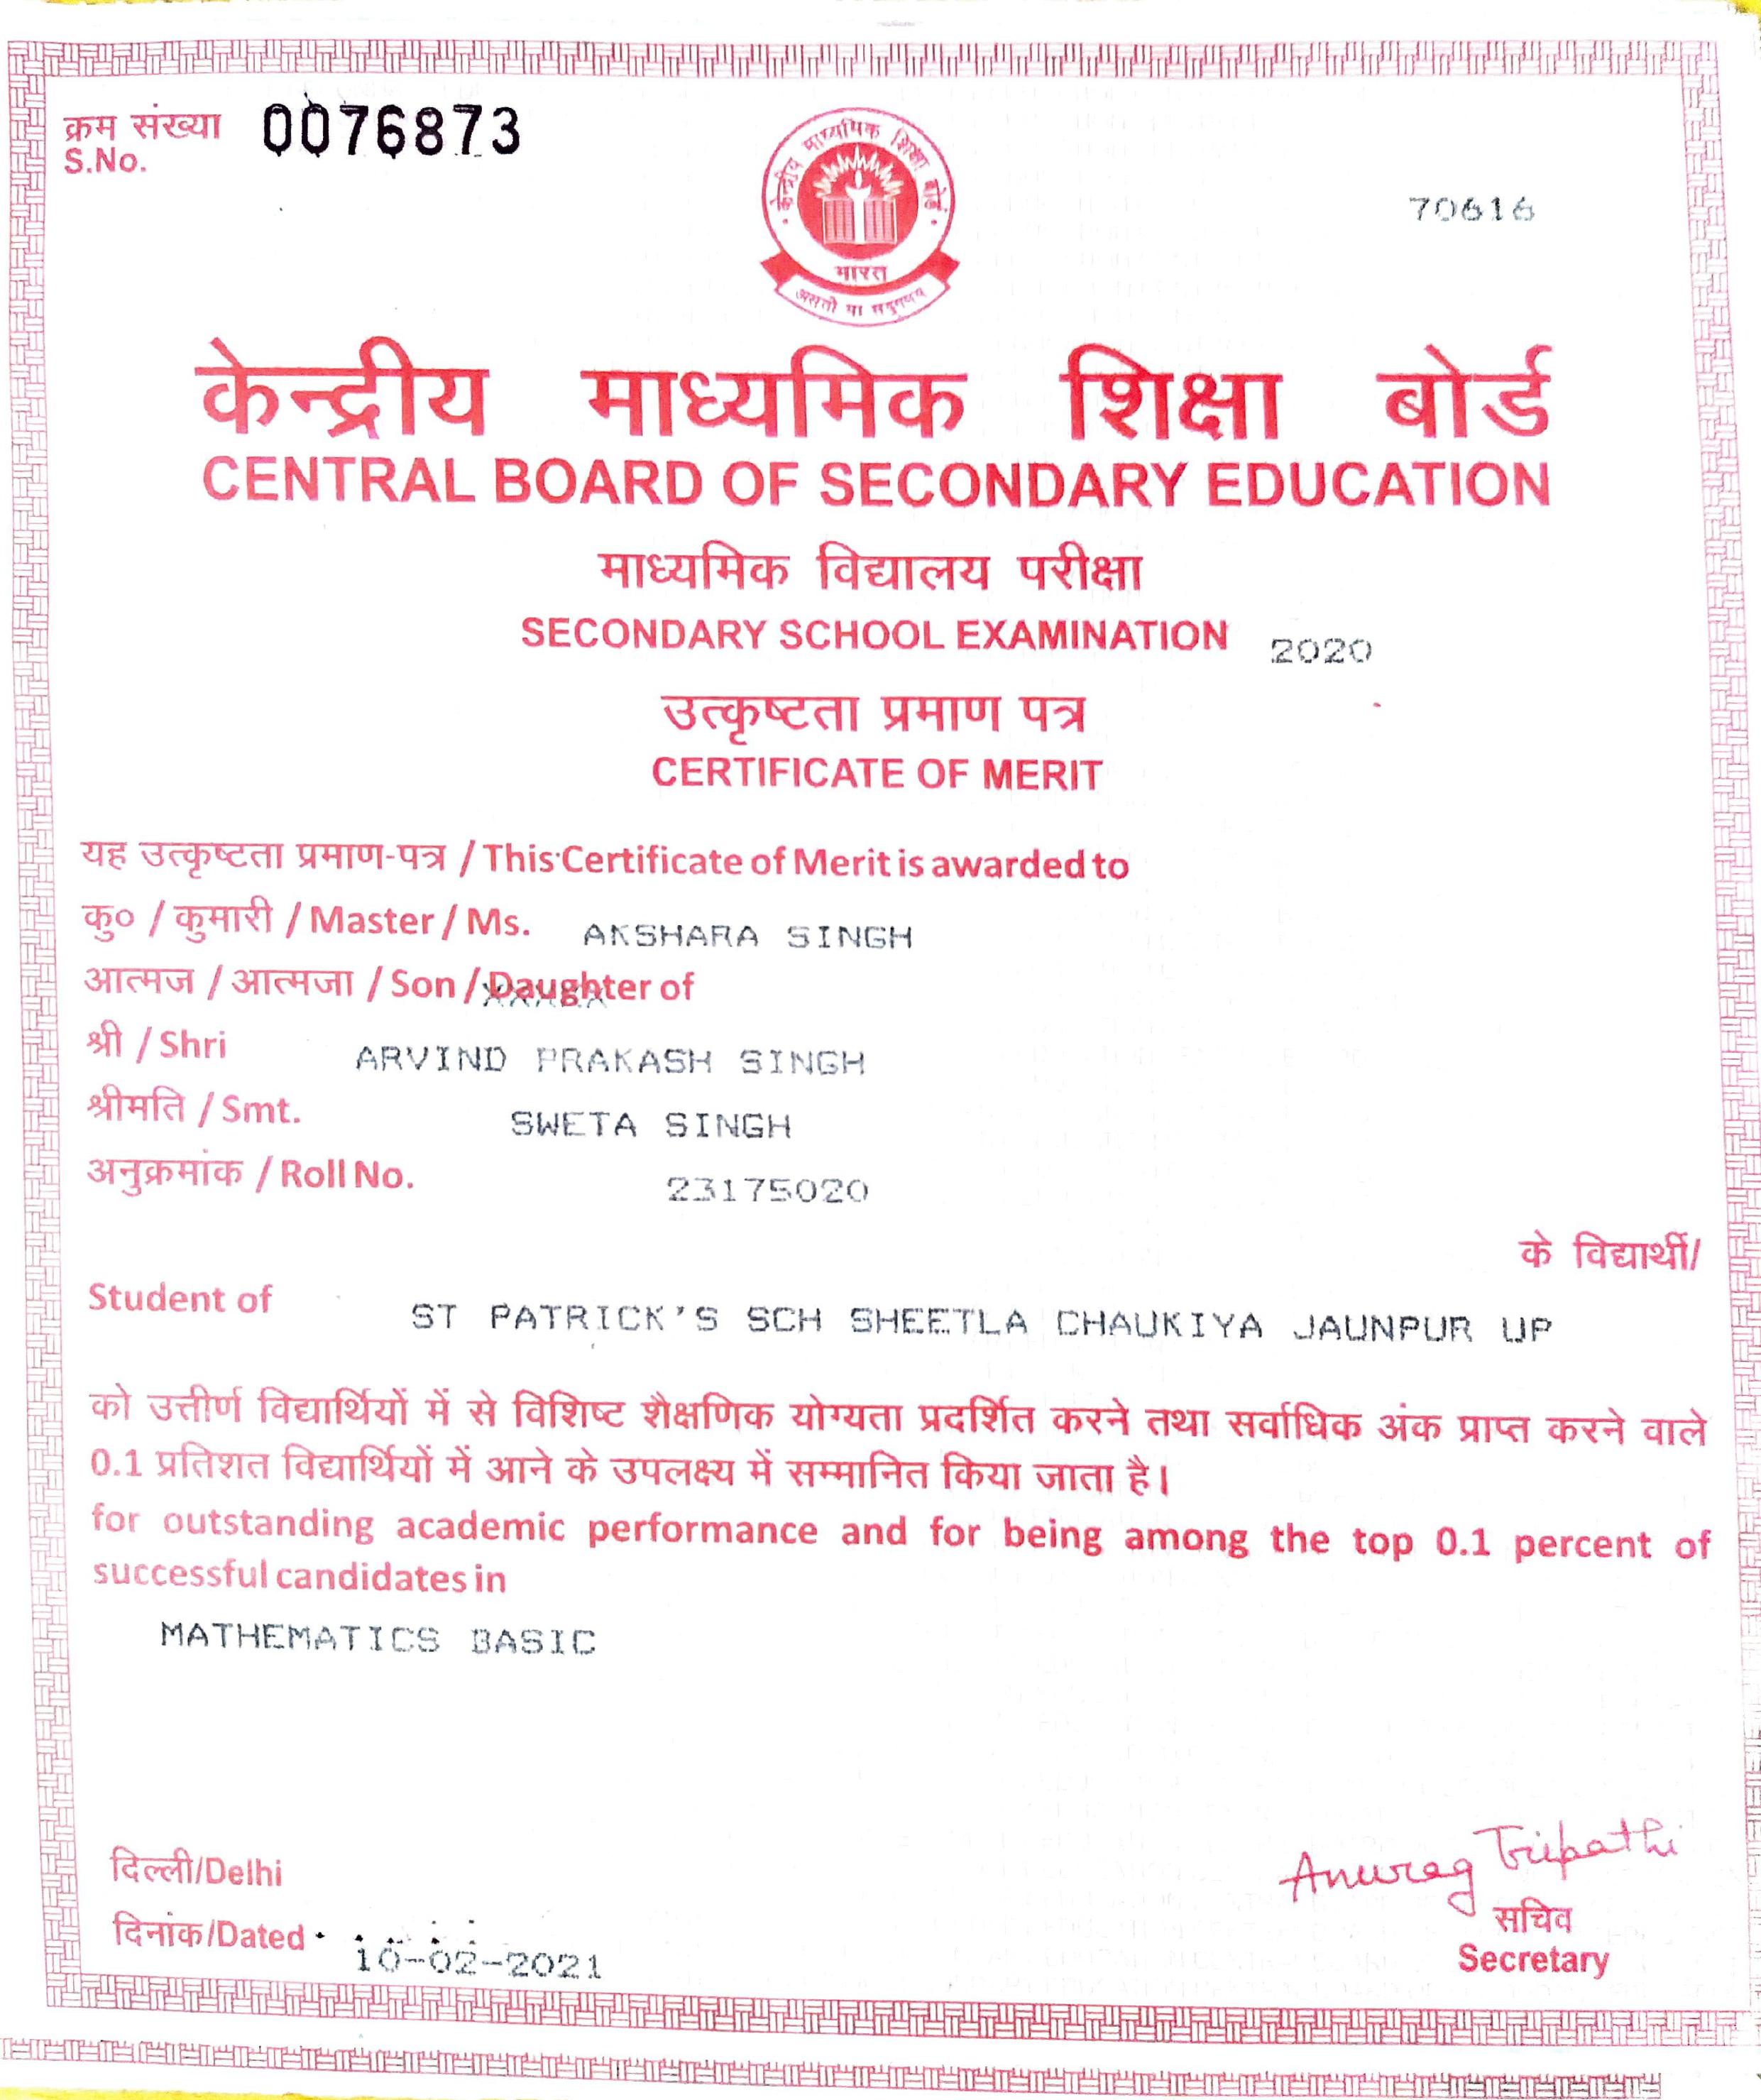 क्रम संख्या
S.No. 0076873
केन्द्रीय माध्यमिक शिक्षा बोर्ड
भारत
असतो मा सद्गमय
70616
केन्द्रीय माध्यमिक शिक्षा बोर्ड
CENTRAL BOARD OF SECONDARY EDUCATION
माध्यमिक विद्यालय परीक्षा
SECONDARY SCHOOL EXAMINATION 2020
उत्कृष्टता प्रमाण पत्र
CERTIFICATE OF MERIT
यह उत्कृष्टता प्रमाण-पत्र / This Certificate of Merit is awarded to
कु० / कुमारी / Master / Ms. AKSHARA SINGH
आत्मज / आत्मजा / Son / Daughter of
श्री / Shri ARVIND PRAKASH SINGH
श्रीमति / Smt. SWETA SINGH
अनुक्रमांक / Roll No. 23175020
के विद्यार्थी/
Student of ST PATRICK'S SCH SHEETLA CHAUKIYA JAUNPUR UP
को उत्तीर्ण विद्यार्थियों में से विशिष्ट शैक्षणिक योग्यता प्रदर्शित करने तथा सर्वाधिक अंक प्राप्त करने वाले
0.1 प्रतिशत विद्यार्थियों में आने के उपलक्ष्य में सम्मानित किया जाता है।
for outstanding academic performance and for being among the top 0.1 percent of
successful candidates in
MATHEMATICS BASIC
Anurag Tripathi
दिल्ली/Delhi
सचिव
दिनांक/Dated 10-02-2021
Secretary